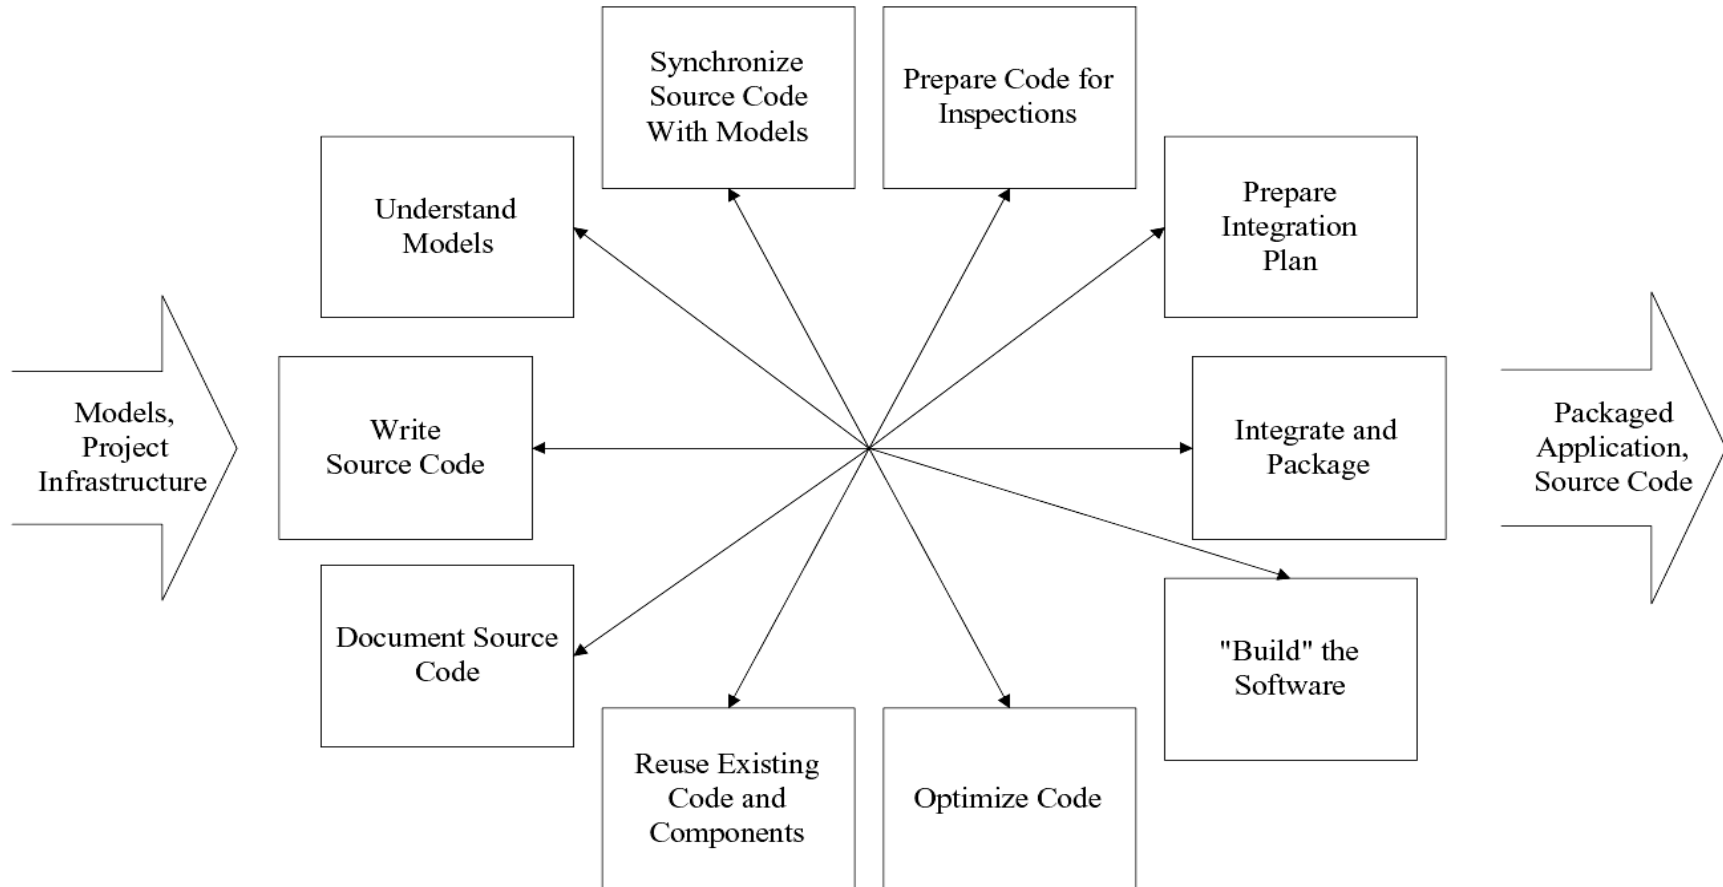 Synchronize
Source Code
With Models
Prepare Code for
Inspections
Understand
Models
Prepare
Integration
Plan
Models,
Project
Infrastructure
Write
Source Code
Integrate and
Package
Packaged
Application,
Source Code
Document Source
Code
"Build" the
Software
Reuse Existing
Code and
Components
Optimize Code